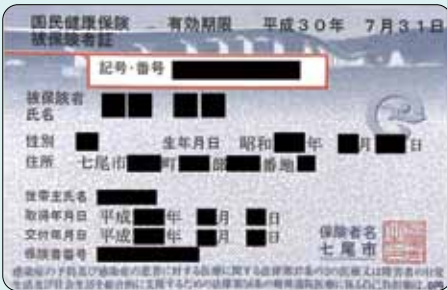 国民健康保険 有効期限 平成30年 7月31日
被保険者証
記号・番号
被保険者
氏名
性別 生年月日 昭和 年 月 日
住所 七尾市 町 部 番地
世帯主氏名
取得年月日 平成 年 月 日
交付年月日 平成 年 月 日
保険者番号
保険者名
七尾市